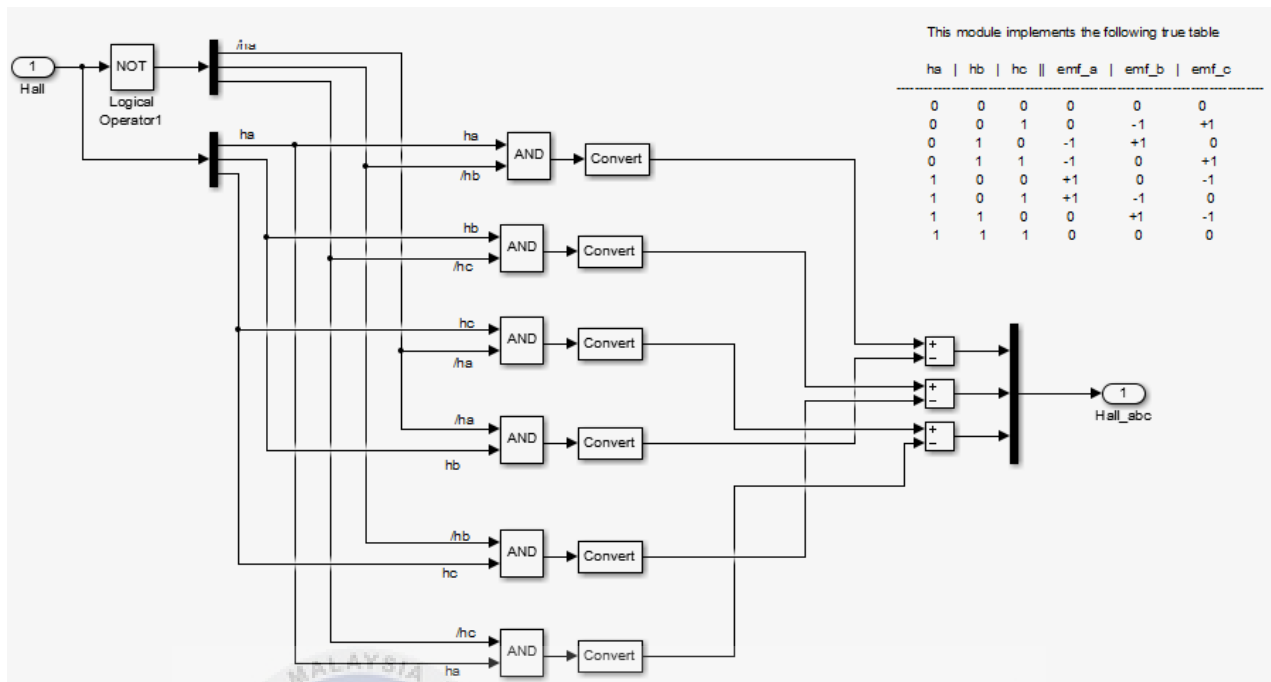 This module implements the following true table
ha | hb | hc || emf_a | emf_b | emf_c
0 0 0 0 0 0
0 0 1 0 -1 +1
0 1 0 -1 +1 0
0 1 1 -1 0 +1
1 0 0 +1 0 -1
1 0 1 +1 -1 0
1 1 0 0 +1 -1
1 1 1 0 0 0
1
Hall
NOT
Logical
Operator1
/ha
ha
ha
/hb
AND
Convert
hb
/hc
AND
Convert
hc
/ha
AND
Convert
/ha
hb
AND
Convert
/hb
hc
AND
Convert
/hc
ha
AND
Convert
+
−
+
−
+
−
1
Hall_abc
MALAYSIA